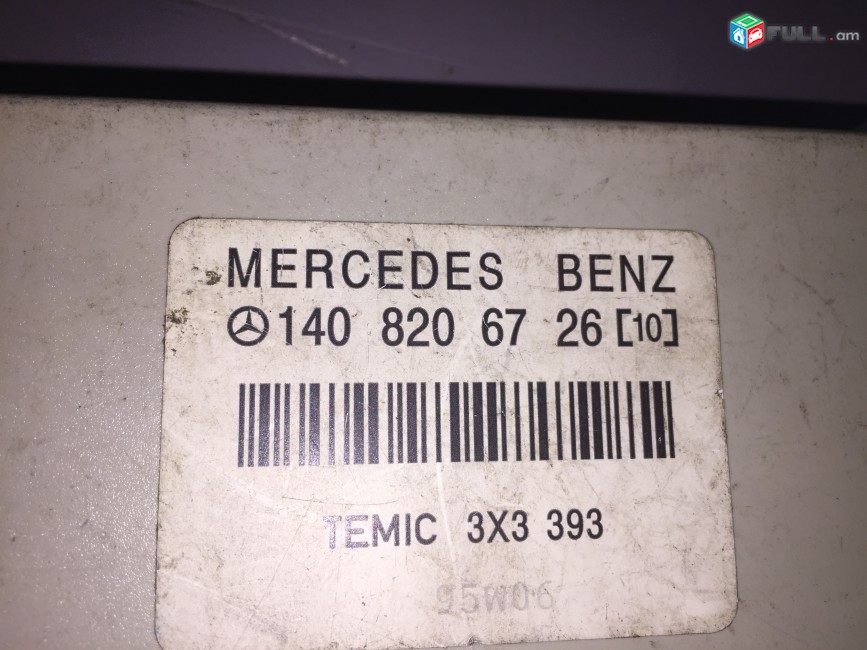 FULL.am
MERCEDES BENZ
140 820 67 26 [10]
TEMIC 3X3 393
95W06